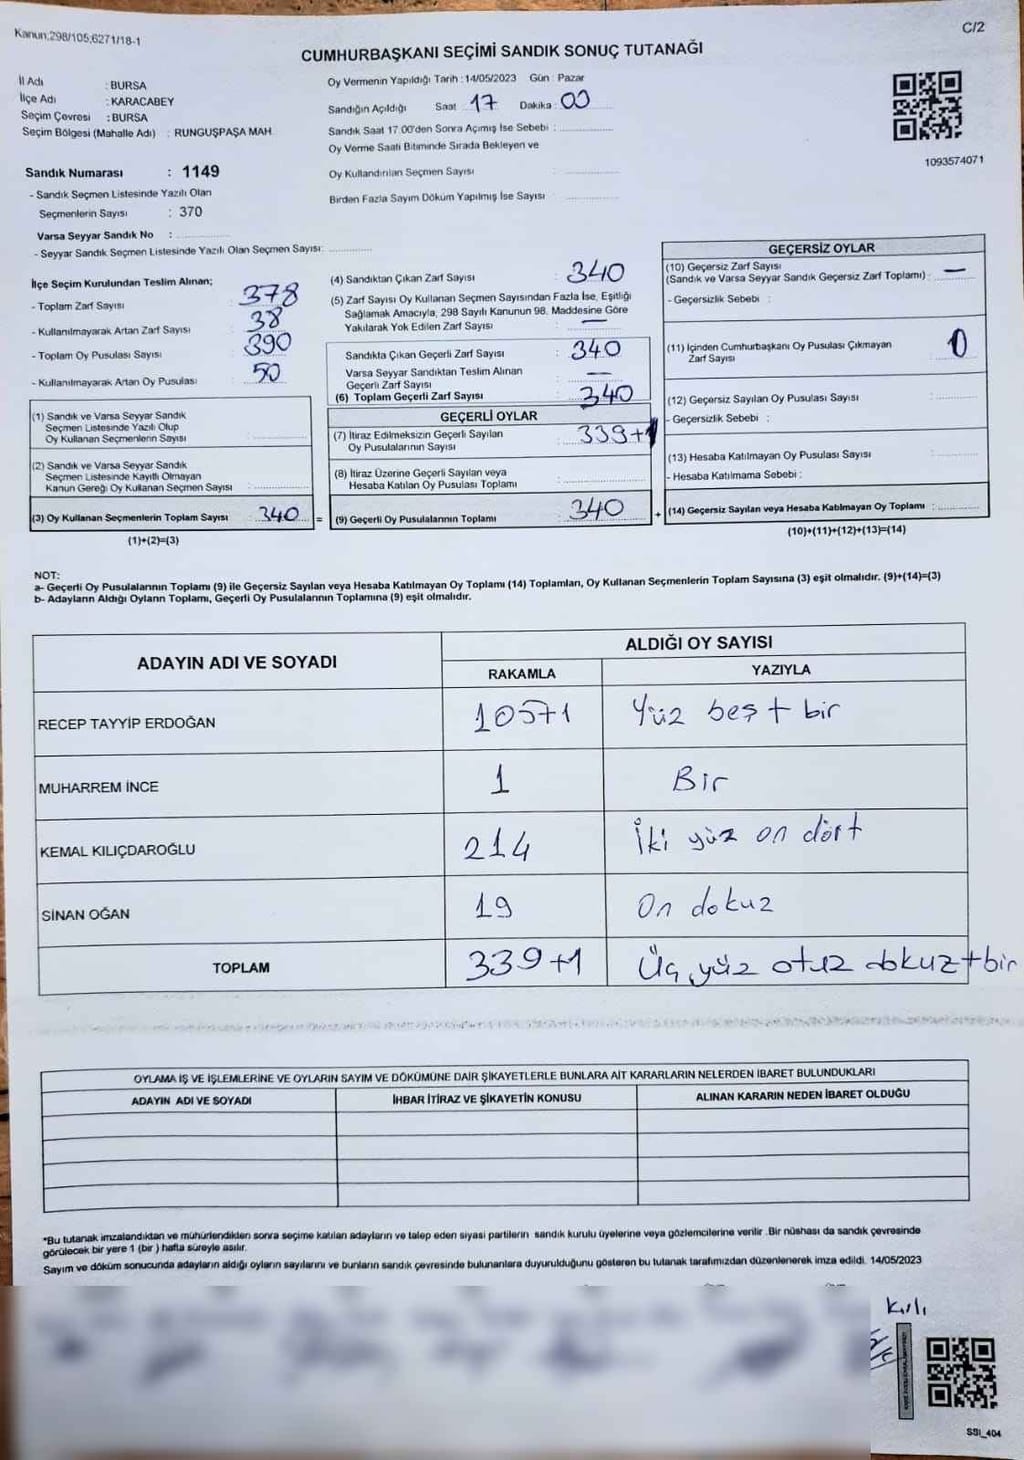 Kanun;298/105;6271/18-1
C/2
CUMHURBAŞKANI SEÇİMİ SANDIK SONUÇ TUTANAĞI
İl Adı : BURSA
İlçe Adı : KARACABEY
Seçim Çevresi : BURSA
Seçim Bölgesi (Mahalle Adı) : RUNGUŞPAŞA MAH.
Sandık Numarası : 1149
- Sandık Seçmen Listesinde Yazılı Olan
Seçmenlerin Sayısı : 370
Varsa Seyyar Sandık No :
- Seyyar Sandık Seçmen Listesinde Yazılı Olan Seçmen Sayısı:
Oy Vermenin Yapıldığı Tarih : 14/05/2023 Gün : Pazar
Sandığın Açıldığı Saat 17 Dakika : 00
Sandık Saat 17.00'den Sonra Açımış İse Sebebi :
Oy Verme Saati Bitiminde Sırada Bekleyen ve
Oy Kullandırılan Seçmen Sayısı :
Birden Fazla Sayım Döküm Yapılmış İse Sayısı :
1093574071
İlçe Seçim Kurulundan Teslim Alınan;
- Toplam Zarf Sayısı : 378
- Kullanılmayarak Artan Zarf Sayısı : 38
- Toplam Oy Pusulası Sayısı : 390
- Kullanılmayarak Artan Oy Pusulası : 50
(1) Sandık ve Varsa Seyyar Sandık
Seçmen Listesinde Yazılı Olup
Oy Kullanan Seçmenlerin Sayısı :
(2) Sandık ve Varsa Seyyar Sandık
Seçmen Listesinde Kayıtlı Olmayan
Kanun Gereği Oy Kullanan Seçmen Sayısı :
(3) Oy Kullanan Seçmenlerin Toplam Sayısı : 340 =
(1)+(2)=(3)
(4) Sandıktan Çıkan Zarf Sayısı : 340
(5) Zarf Sayısı Oy Kullanan Seçmen Sayısından Fazla İse, Eşitliği
Sağlamak Amacıyla, 298 Sayılı Kanunun 98. Maddesine Göre
Yakılarak Yok Edilen Zarf Sayısı : —
Sandıkta Çıkan Geçerli Zarf Sayısı : 340
Varsa Seyyar Sandıktan Teslim Alınan
Geçerli Zarf Sayısı : —
(6) Toplam Geçerli Zarf Sayısı : 340
GEÇERLİ OYLAR
(7) İtiraz Edilmeksizin Geçerli Sayılan
Oy Pusulalarının Sayısı : 339+1
(8) İtiraz Üzerine Geçerli Sayılan veya
Hesaba Katılan Oy Pusulası Toplamı :
(9) Geçerli Oy Pusulalarının Toplamı : 340 +
GEÇERSİZ OYLAR
(10) Geçersiz Zarf Sayısı
(Sandık ve Varsa Seyyar Sandık Geçersiz Zarf Toplamı) : —
- Geçersizlik Sebebi :
(11) İçinden Cumhurbaşkanı Oy Pusulası Çıkmayan
Zarf Sayısı : 0
(12) Geçersiz Sayılan Oy Pusulası Sayısı :
- Geçersizlik Sebebi :
(13) Hesaba Katılmayan Oy Pusulası Sayısı :
- Hesaba Katılmama Sebebi :
(14) Geçersiz Sayılan veya Hesaba Katılmayan Oy Toplamı :
(10)+(11)+(12)+(13)=(14)
NOT:
a- Geçerli Oy Pusulalarının Toplamı (9) ile Geçersiz Sayılan veya Hesaba Katılmayan Oy Toplamı (14) Toplamları, Oy Kullanan Seçmenlerin Toplam Sayısına (3) eşit olmalıdır. (9)+(14)=(3)
b- Adayların Aldığı Oyların Toplamı, Geçerli Oy Pusulalarının Toplamına (9) eşit olmalıdır.
ADAYIN ADI VE SOYADI
ALDIĞI OY SAYISI
RAKAMLA YAZIYLA
RECEP TAYYİP ERDOĞAN 105+1 Yüz beş + bir
MUHARREM İNCE 1 Bir
KEMAL KILIÇDAROĞLU 214 İki yüz on dört
SİNAN OĞAN 19 On dokuz
TOPLAM 339+1 Üç yüz otuz dokuz + bir
OYLAMA İŞ VE İŞLEMLERİNE VE OYLARIN SAYIM VE DÖKÜMÜNE DAİR ŞİKAYETLERLE BUNLARA AİT KARARLARIN NELERDEN İBARET BULUNDUKLARI
ADAYIN ADI VE SOYADI İHBAR İTİRAZ VE ŞİKAYETİN KONUSU ALINAN KARARIN NEDEN İBARET OLDUĞU
*Bu tutanak imzalandıktan ve mühürlendikten sonra seçime katılan adayların ve talep eden siyasi partilerin sandık kurulu üyelerine veya gözlemcilerine verilir .Bir nüshası da sandık çevresinde
görülecek bir yere 1 (bir ) hafta süreyle asılır.
Sayım ve döküm sonucunda adayların aldığı oyların sayılarını ve bunların sandık çevresinde bulunanlara duyurulduğunu gösteren bu tutanak tarafımızdan düzenlenerek imza edildi. 14/05/2023
SSI_404